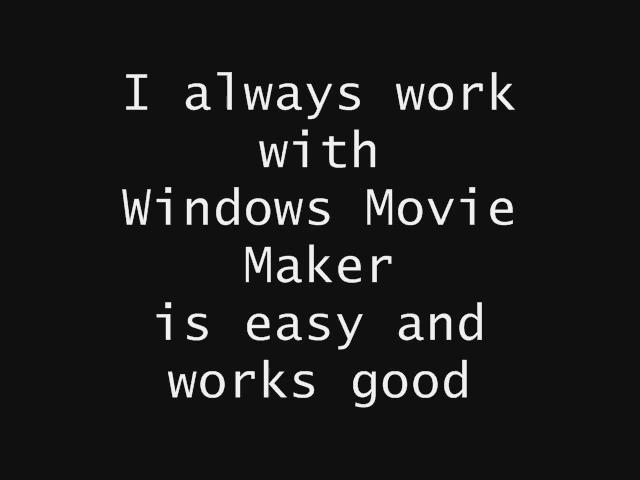 I always work
with
Windows Movie
Maker
is easy and
works good